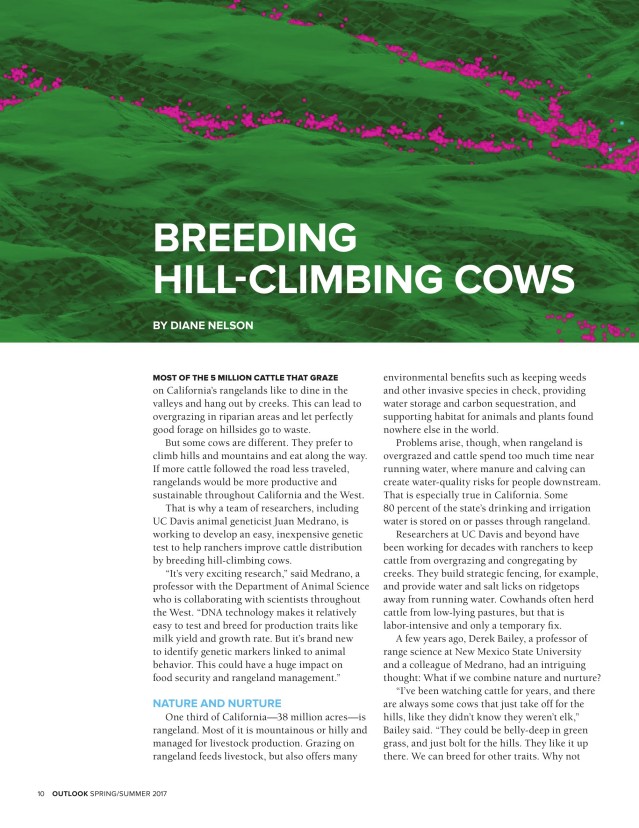 BREEDING
HILL-CLIMBING COWS
BY DIANE NELSON
MOST OF THE 5 MILLION CATTLE THAT GRAZE
on California’s rangelands like to dine in the
valleys and hang out by creeks. This can lead to
overgrazing in riparian areas and let perfectly
good forage on hillsides go to waste.
But some cows are different. They prefer to
climb hills and mountains and eat along the way.
If more cattle followed the road less traveled,
rangelands would be more productive and
sustainable throughout California and the West.
That is why a team of researchers, including
UC Davis animal geneticist Juan Medrano, is
working to develop an easy, inexpensive genetic
test to help ranchers improve cattle distribution
by breeding hill-climbing cows.
“It’s very exciting research,” said Medrano, a
professor with the Department of Animal Science
who is collaborating with scientists throughout
the West. “DNA technology makes it relatively
easy to test and breed for production traits like
milk yield and growth rate. But it’s brand new
to identify genetic markers linked to animal
behavior. This could have a huge impact on
food security and rangeland management.”
NATURE AND NURTURE
One third of California—38 million acres—is
rangeland. Most of it is mountainous or hilly and
managed for livestock production. Grazing on
rangeland feeds livestock, but also offers many
environmental benefits such as keeping weeds
and other invasive species in check, providing
water storage and carbon sequestration, and
supporting habitat for animals and plants found
nowhere else in the world.
Problems arise, though, when rangeland is
overgrazed and cattle spend too much time near
running water, where manure and calving can
create water-quality risks for people downstream.
That is especially true in California. Some
80 percent of the state’s drinking and irrigation
water is stored on or passes through rangeland.
Researchers at UC Davis and beyond have
been working for decades with ranchers to keep
cattle from overgrazing and congregating by
creeks. They build strategic fencing, for example,
and provide water and salt licks on ridgetops
away from running water. Cowhands often herd
cattle from low-lying pastures, but that is
labor-intensive and only a temporary fix.
A few years ago, Derek Bailey, a professor of
range science at New Mexico State University
and a colleague of Medrano, had an intriguing
thought: What if we combine nature and nurture?
“I’ve been watching cattle for years, and there
are always some cows that just take off for the
hills, like they didn’t know they weren’t elk,”
Bailey said. “They could be belly-deep in green
grass, and just bolt for the hills. They like it up
there. We can breed for other traits. Why not
10 OUTLOOK SPRING/SUMMER 2017